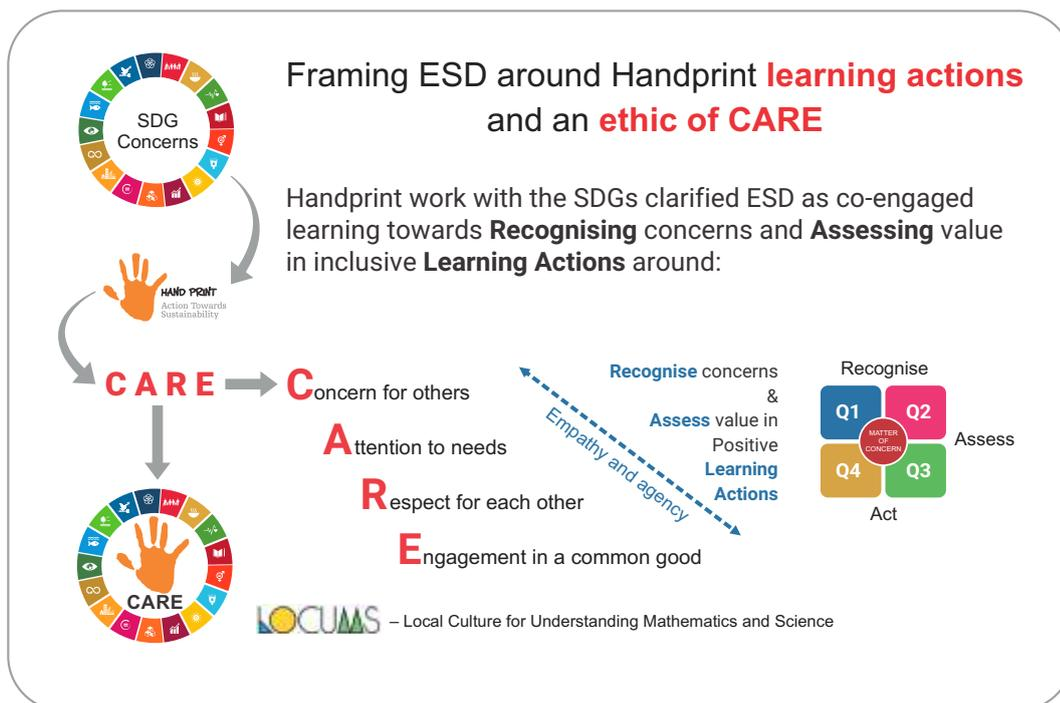 SDG
Concerns
Framing ESD around Handprint learning actions
and an ethic of CARE
Handprint work with the SDGs clarified ESD as co-engaged
learning towards Recognising concerns and Assessing value
in inclusive Learning Actions around:
HAND PRINT
Action Towards
Sustainability
CARE
Concern for others
Attention to needs
Respect for each other
Engagement in a common good
Empathy and agency
Recognise concerns
&
Assess value in
Positive
Learning
Actions
Recognise
Q1 Q2
MATTER
OF
CONCERN
Assess
Q4 Q3
Act
CARE
LOCUMS – Local Culture for Understanding Mathematics and Science